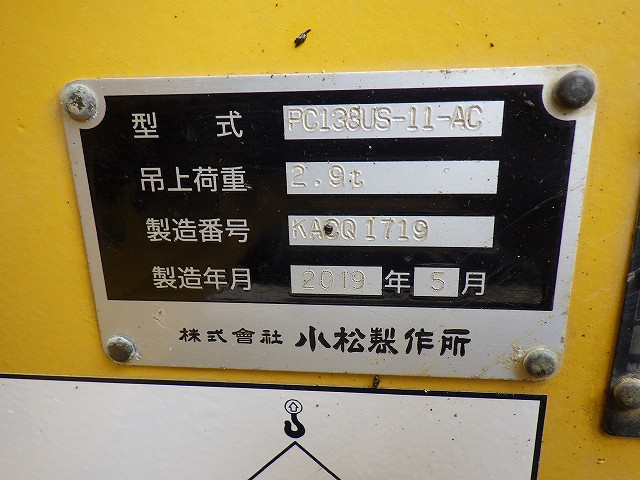 型式 PC138US-11-AC
吊上荷重 2.9t
製造番号 KACQ1719
製造年月 2019年5月
株式會社 小松製作所